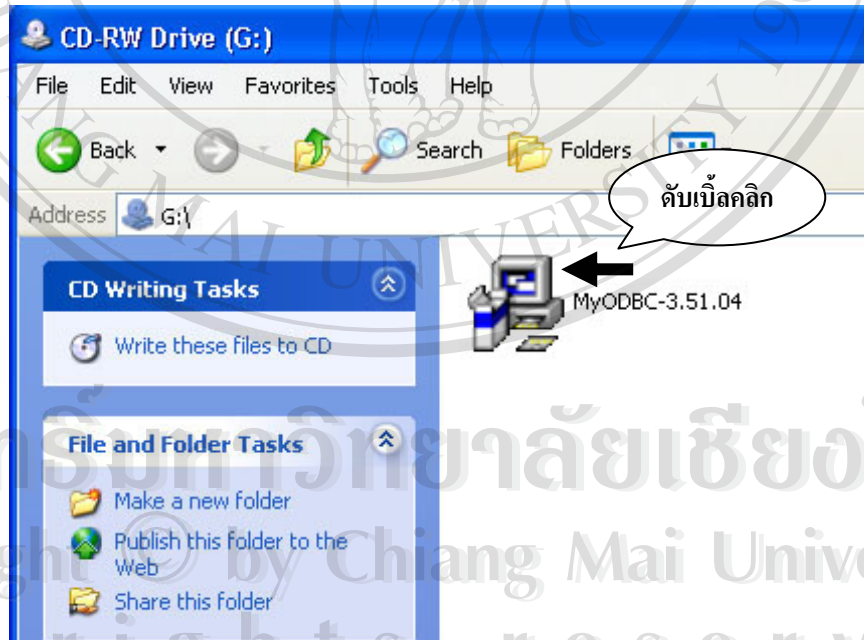 CD-RW Drive (G:)
File Edit View Favorites Tools Help
Back Search Folders
ดับเบิ้ลคลิก
Address G:\
CD Writing Tasks
MyODBC-3.51.04
Write these files to CD
File and Folder Tasks
Make a new folder
Publish this folder to the
Web
Share this folder